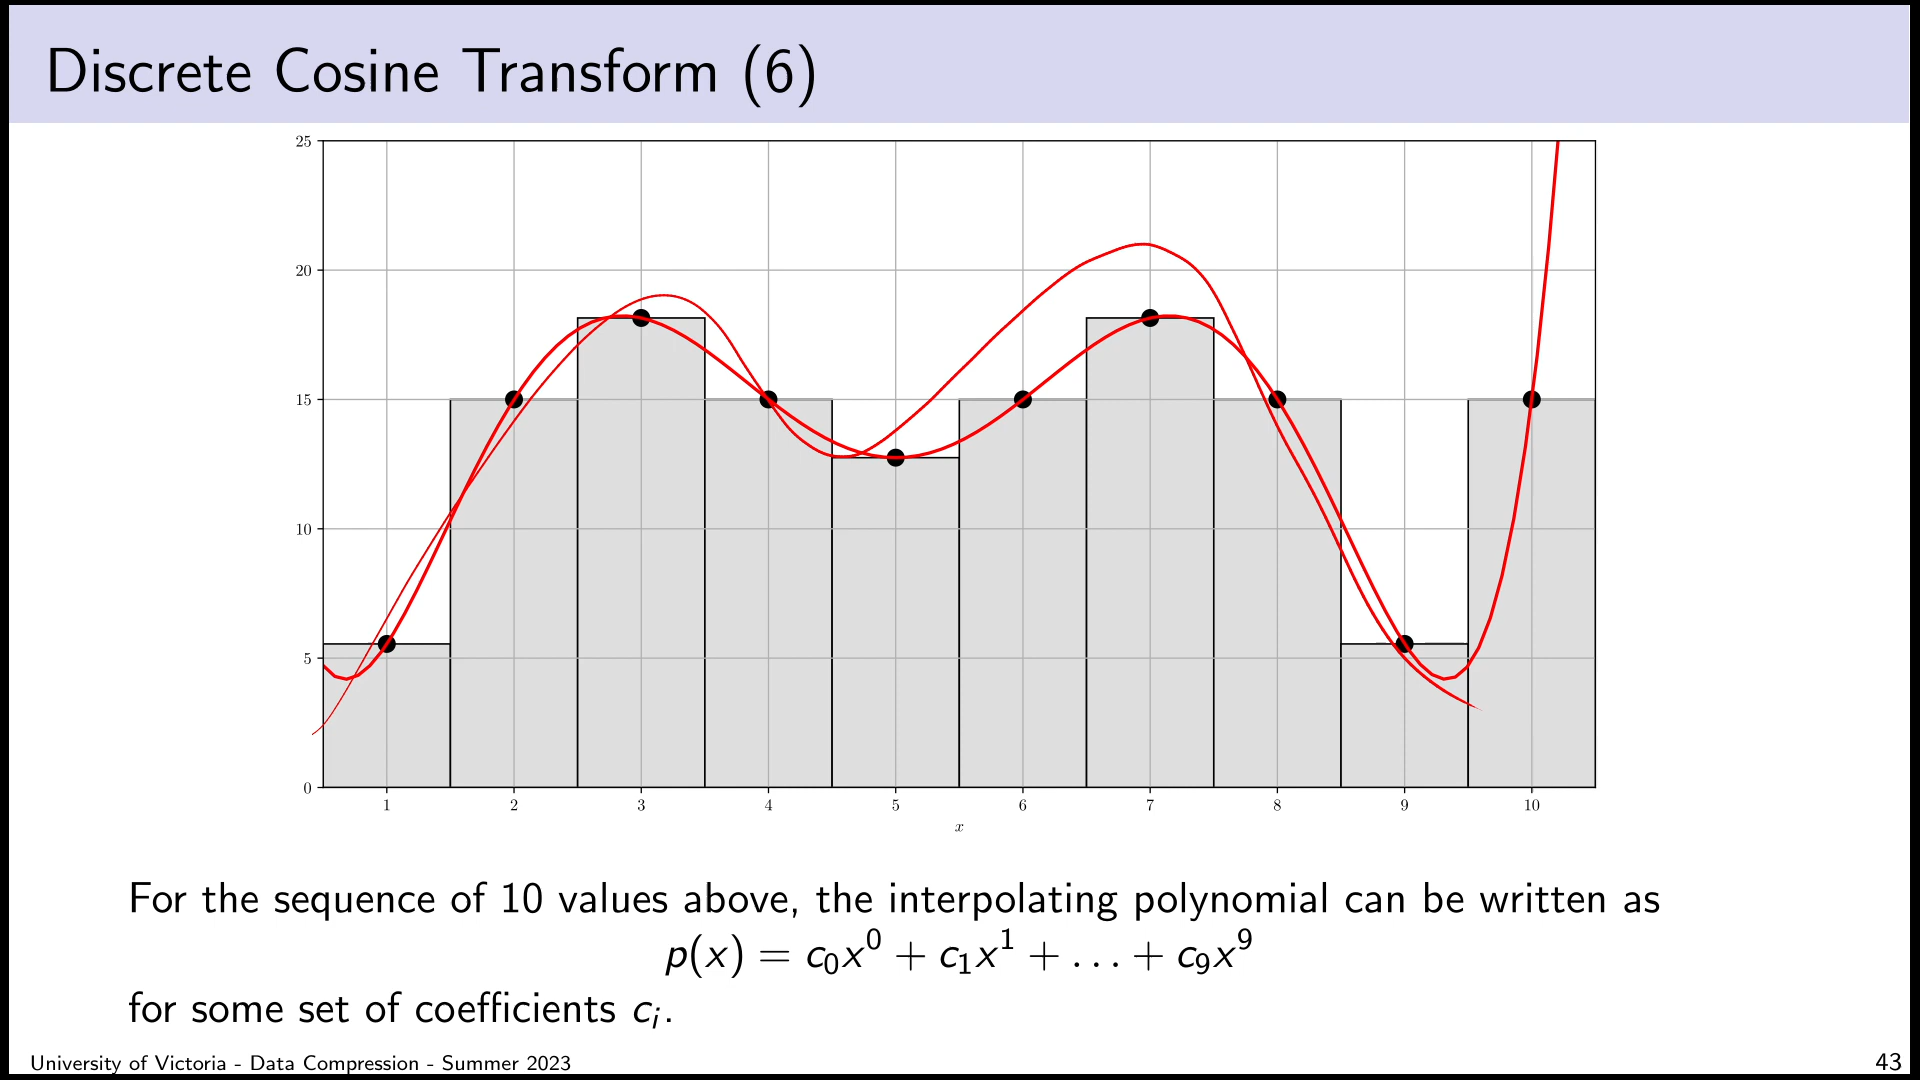 Discrete Cosine Transform (6)
25
20
15
10
5
0
1 2 3 4 5 6 7 8 9 10
x
For the sequence of 10 values above, the interpolating polynomial can be written as
p(x) = c₀x⁰ + c₁x¹ + . . . + c₉x⁹
for some set of coefficients cᵢ.
University of Victoria - Data Compression - Summer 2023 43